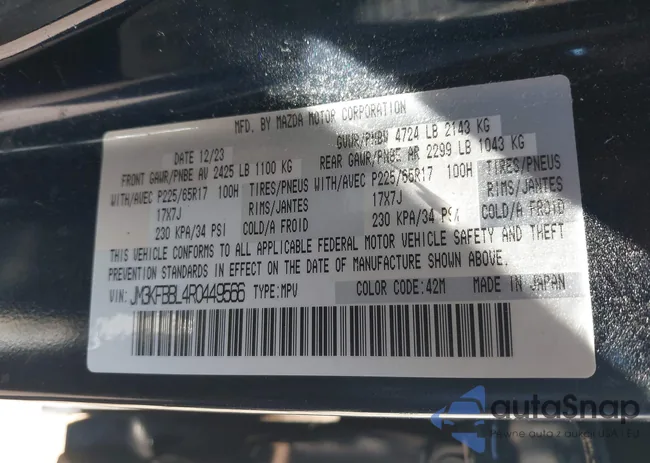 MFD. BY MAZDA MOTOR CORPORATION
DATE 12/23 GVWR/PNBV 4724 LB 2143 KG
FRONT GAWR/PNBE AV 2425 LB 1100 KG REAR GAWR/PNBE AR 2299 LB 1043 KG
WITH/AVEC P225/65R17 100H TIRES/PNEUS WITH/AVEC P225/65R17 100H TIRES/PNEUS
17X7J RIMS/JANTES 17X7J RIMS/JANTES
230 KPA/34 PSI COLD/A FROID 230 KPA/34 PSI COLD/A FROID
THIS VEHICLE CONFORMS TO ALL APPLICABLE FEDERAL MOTOR VEHICLE SAFETY AND THEFT
PREVENTION STANDARDS IN EFFECT ON THE DATE OF MANUFACTURE SHOWN ABOVE.
VIN: JM3KFBBL4R0449566 TYPE:MPV COLOR CODE:42M MADE IN JAPAN
autoSnap
Pewne auta z aukcji USA i EU